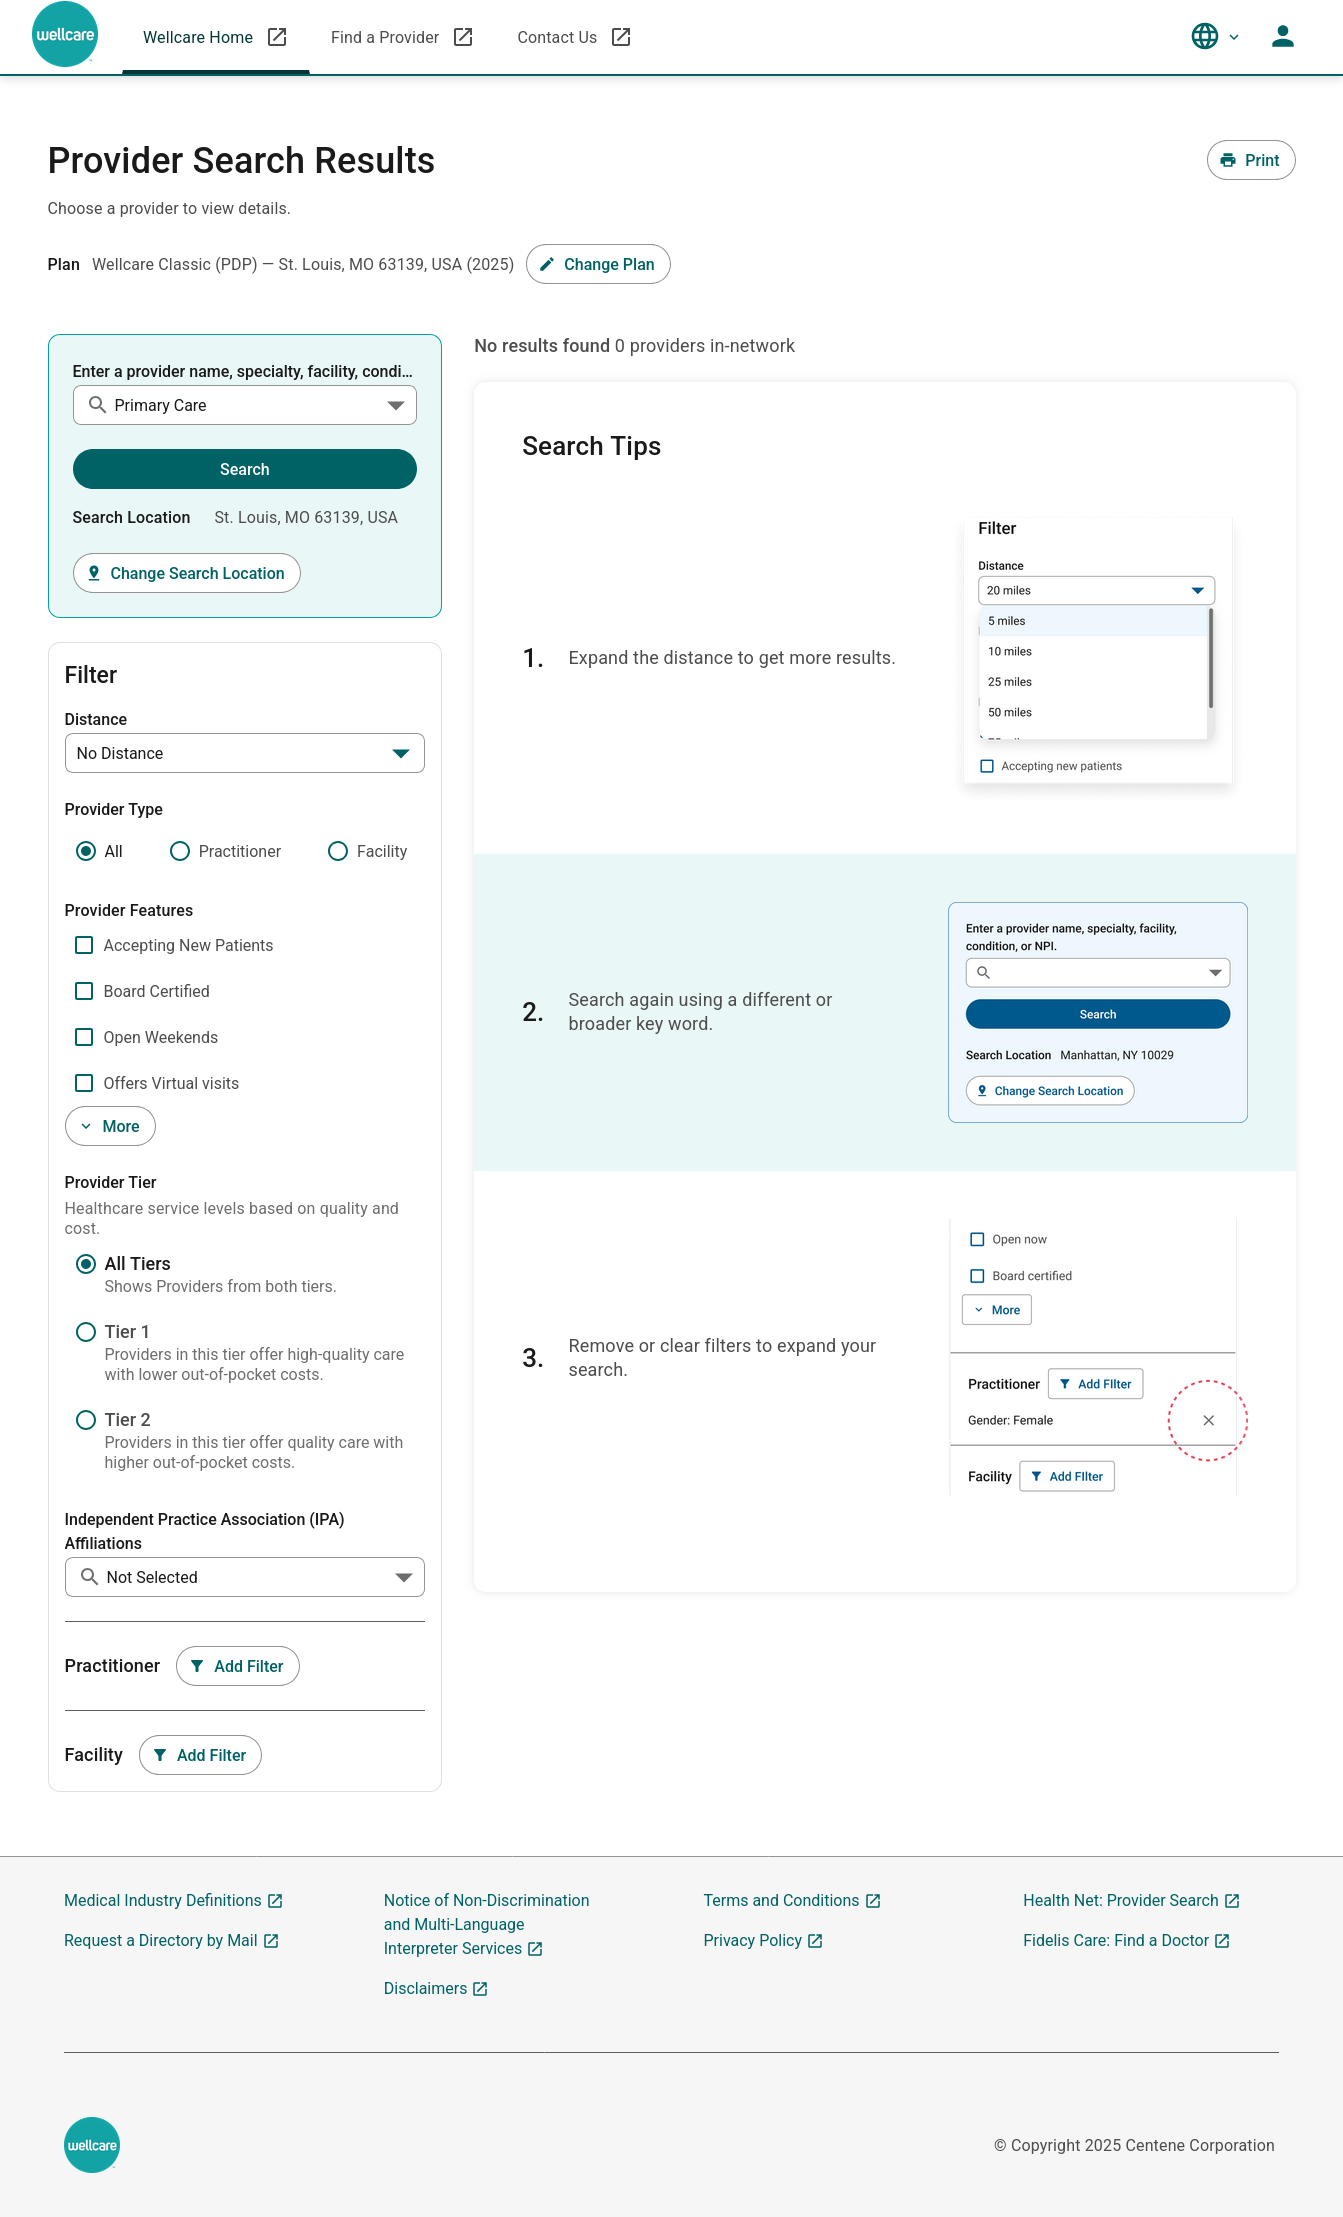 wellcare
Wellcare Home
Find a Provider
Contact Us
Provider Search Results
Print
Choose a provider to view details.
Plan Wellcare Classic (PDP) — St. Louis, MO 63139, USA (2025)
Change Plan
Enter a provider name, specialty, facility, condi...
Primary Care
Search
Search Location St. Louis, MO 63139, USA
Change Search Location
Filter
Distance
No Distance
Provider Type
All
Practitioner
Facility
Provider Features
Accepting New Patients
Board Certified
Open Weekends
Offers Virtual visits
More
Provider Tier
Healthcare service levels based on quality and
cost.
All Tiers
Shows Providers from both tiers.
Tier 1
Providers in this tier offer high-quality care
with lower out-of-pocket costs.
Tier 2
Providers in this tier offer quality care with
higher out-of-pocket costs.
Independent Practice Association (IPA)
Affiliations
Not Selected
Practitioner
Add Filter
Facility
Add Filter
No results found 0 providers in-network
Search Tips
1. Expand the distance to get more results.
Filter
Distance
20 miles
5 miles
10 miles
25 miles
50 miles
Accepting new patients
2. Search again using a different or
broader key word.
Enter a provider name, specialty, facility,
condition, or NPI.
Search
Search Location Manhattan, NY 10029
Change Search Location
3. Remove or clear filters to expand your
search.
Open now
Board certified
More
Practitioner
Add FIlter
Gender: Female
Facility
Add FIlter
Medical Industry Definitions
Request a Directory by Mail
Notice of Non-Discrimination
and Multi-Language
Interpreter Services
Disclaimers
Terms and Conditions
Privacy Policy
Health Net: Provider Search
Fidelis Care: Find a Doctor
wellcare
© Copyright 2025 Centene Corporation